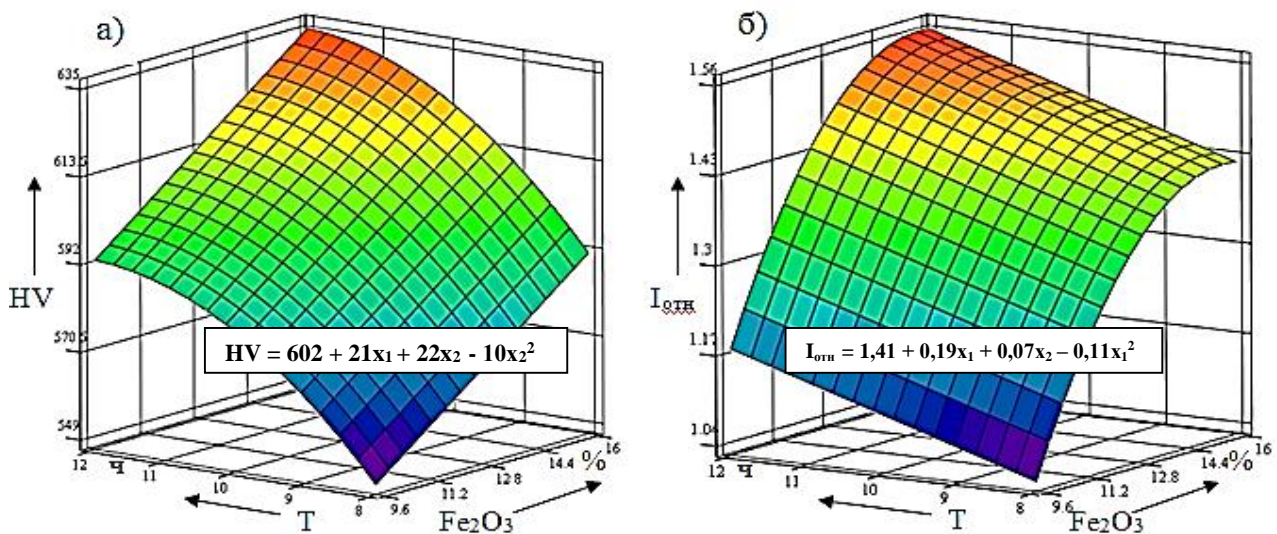 а)
635
613.5
592
570.5
549
HV
HV = 602 + 21x₁ + 22x₂ - 10x₂²
12
ч
11
10
9
8
T
9.6
11.2
12.8
14.4
%
16
Fe₂O₃
б)
1.56
1.43
1.3
1.17
1.04
Iотн
Iотн = 1,41 + 0,19x₁ + 0,07x₂ – 0,11x₁²
12
ч
11
10
9
8
T
9.6
11.2
12.8
14.4
%
16
Fe₂O₃